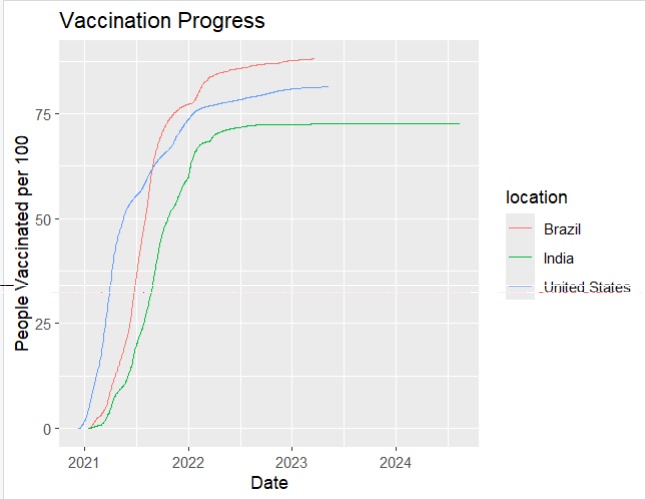 Vaccination Progress
People Vaccinated per 100
75
50
25
0
2021 2022 2023 2024
Date
location
Brazil
India
United States